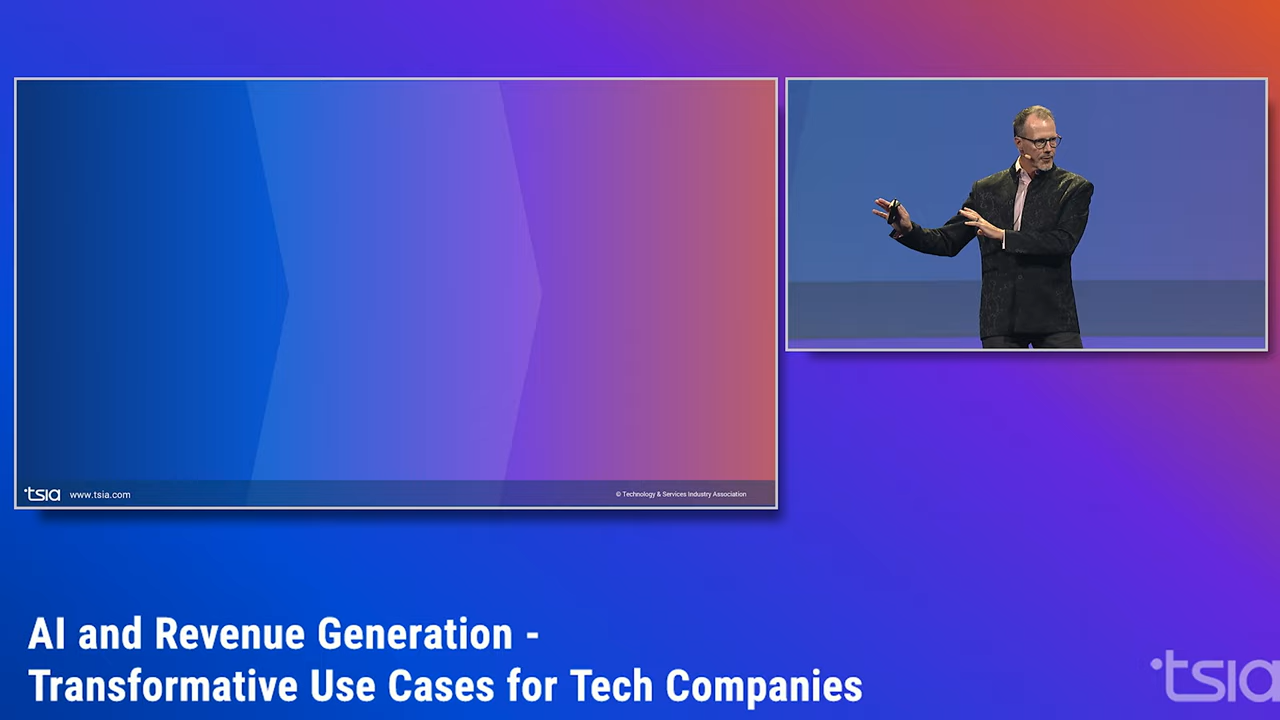 tsia www.tsia.com
© Technology & Services Industry Association
AI and Revenue Generation -
Transformative Use Cases for Tech Companies
tsia